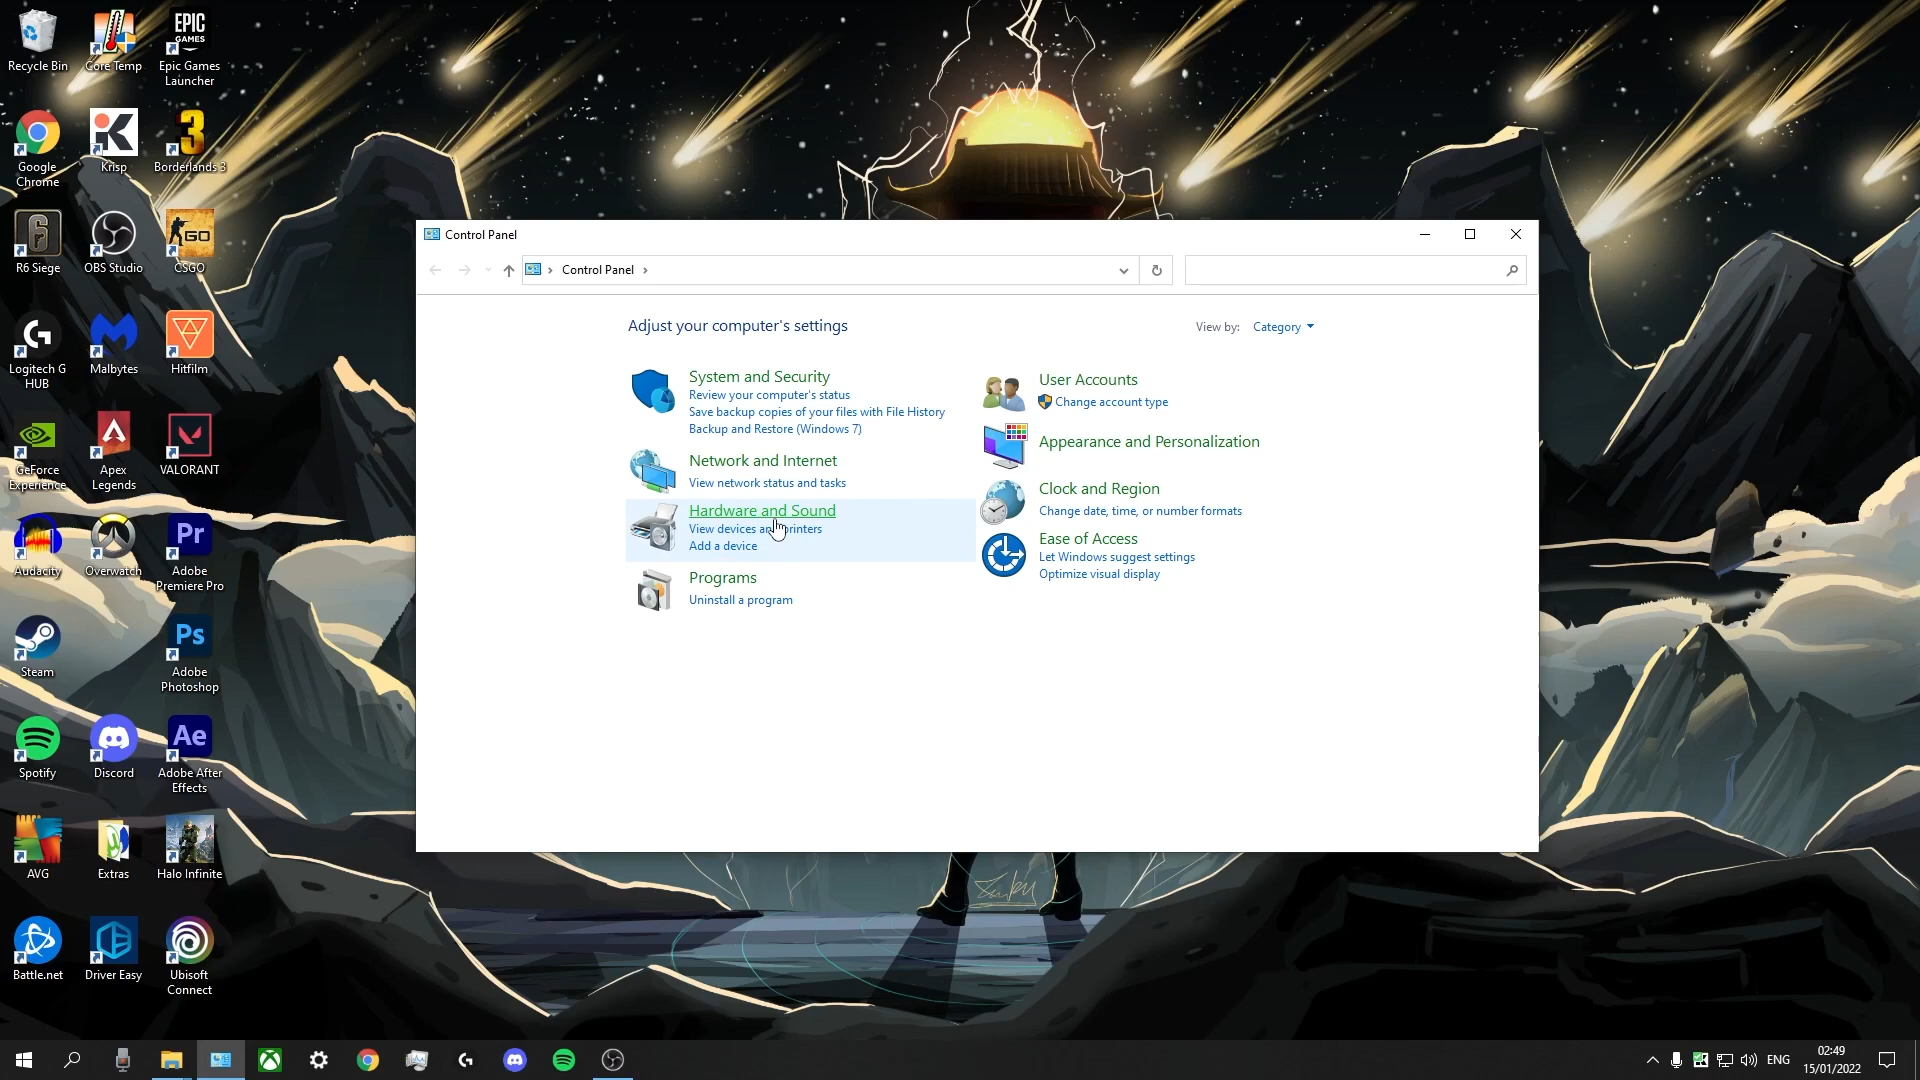 Recycle Bin
Core Temp
EPIC
GAMES
Epic Games
Launcher
Google
Chrome
Krisp
3
Borderlands 3
6
R6 Siege
OBS Studio
GO
CSGO
Logitech G
HUB
Malbytes
Hitfilm
GeForce
Experience
Apex
Legends
VALORANT
Audacity
Overwatch
Pr
Adobe
Premiere Pro
Steam
Ps
Adobe
Photoshop
Spotify
Discord
Ae
Adobe After
Effects
AVG
Extras
Halo Infinite
Battle.net
Driver Easy
Ubisoft
Connect
Control Panel
Control Panel
Adjust your computer's settings
View by:
Category
System and Security
Review your computer's status
Save backup copies of your files with File History
Backup and Restore (Windows 7)
Network and Internet
View network status and tasks
Hardware and Sound
View devices and printers
Add a device
Programs
Uninstall a program
User Accounts
Change account type
Appearance and Personalization
Clock and Region
Change date, time, or number formats
Ease of Access
Let Windows suggest settings
Optimize visual display
ENG
02:49
15/01/2022